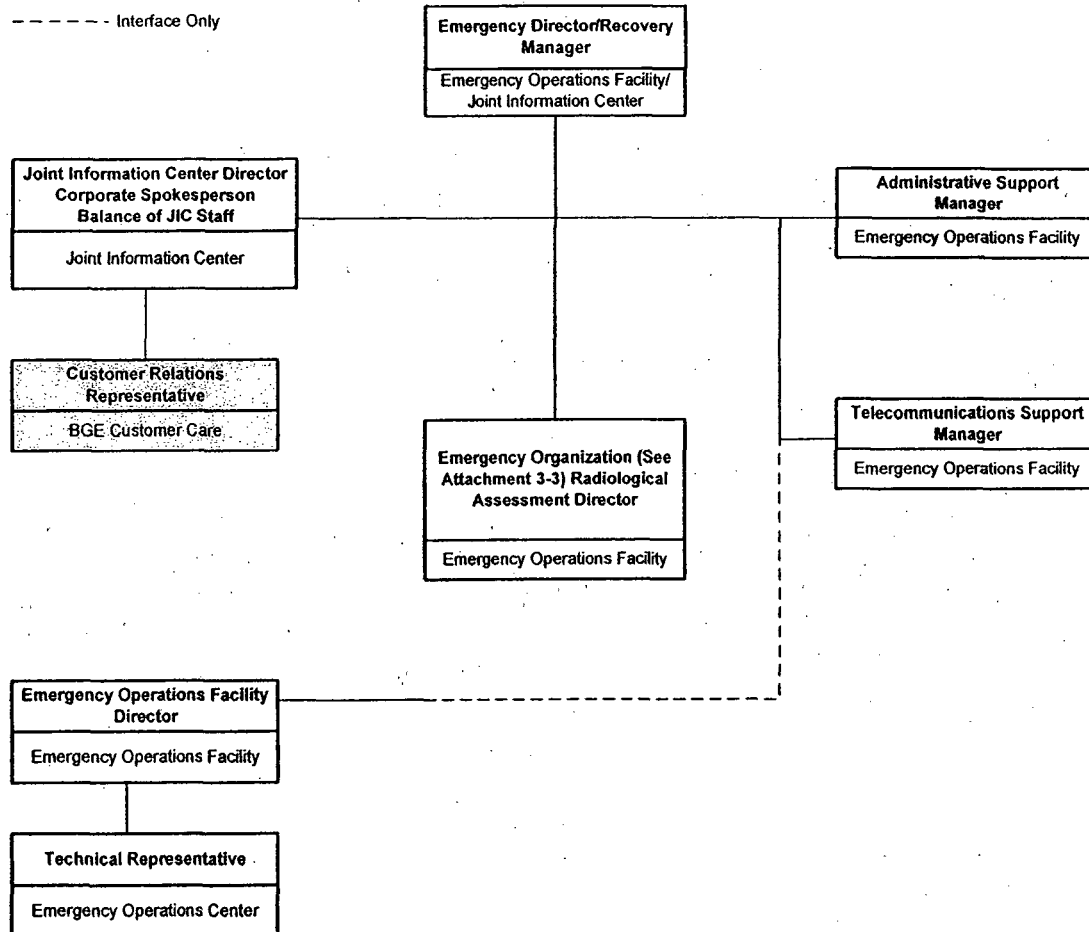 Interface Only
Emergency Director/Recovery
Manager
Emergency Operations Facility/
Joint Information Center
Joint Information Center Director
Corporate Spokesperson
Balance of JIC Staff
Joint Information Center
Administrative Support
Manager
Emergency Operations Facility
Customer Relations
Representative
BGE Customer Care
Telecommunications Support
Manager
Emergency Operations Facility
Emergency Organization (See
Attachment 3-3) Radiological
Assessment Director
Emergency Operations Facility
Emergency Operations Facility
Director
Emergency Operations Facility
Technical Representative
Emergency Operations Center